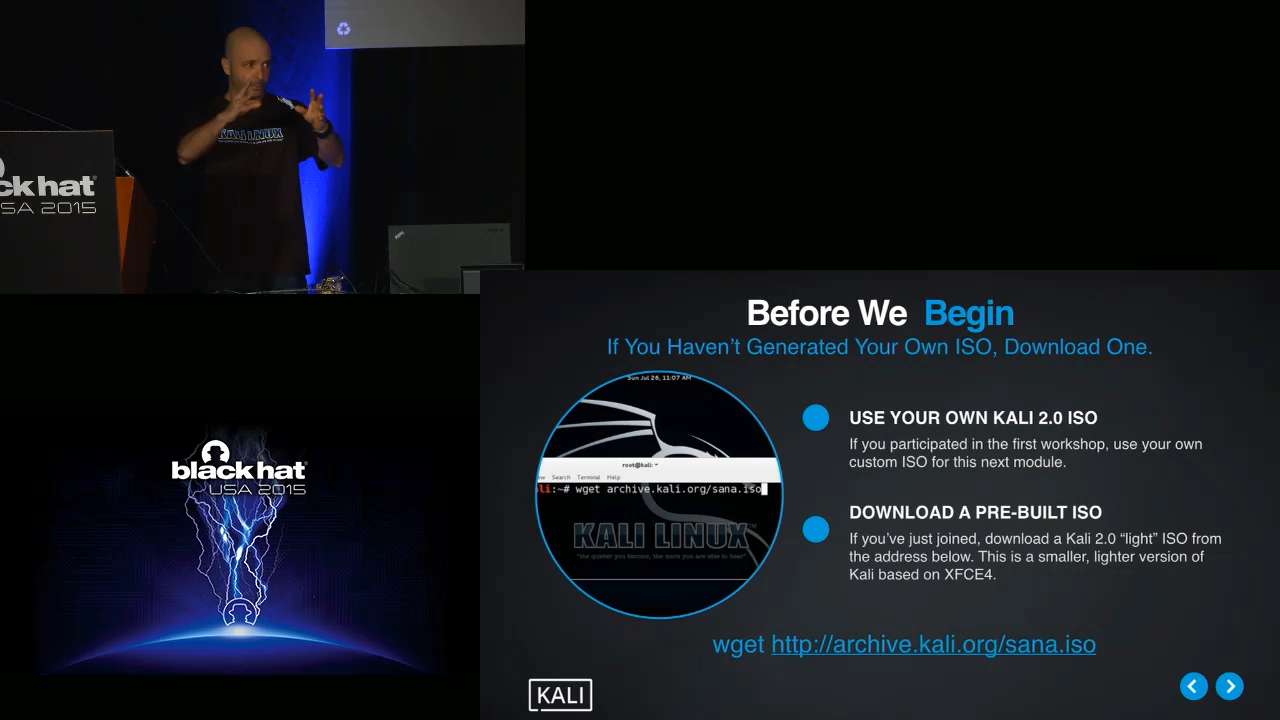 KALI LINUX
ck hat
SA 2015
Before We Begin
If You Haven't Generated Your Own ISO, Download One.
Sun Jul 26, 11:07 AM
root@kali: ~
Search Terminal Help
li:~# wget archive.kali.org/sana.iso
KALI LINUX
"the quieter you become, the more you are able to hear"
USE YOUR OWN KALI 2.0 ISO
If you participated in the first workshop, use your own
custom ISO for this next module.
DOWNLOAD A PRE-BUILT ISO
If you've just joined, download a Kali 2.0 “light” ISO from
the address below. This is a smaller, lighter version of
Kali based on XFCE4.
wget http://archive.kali.org/sana.iso
KALI
black hat
USA 2015